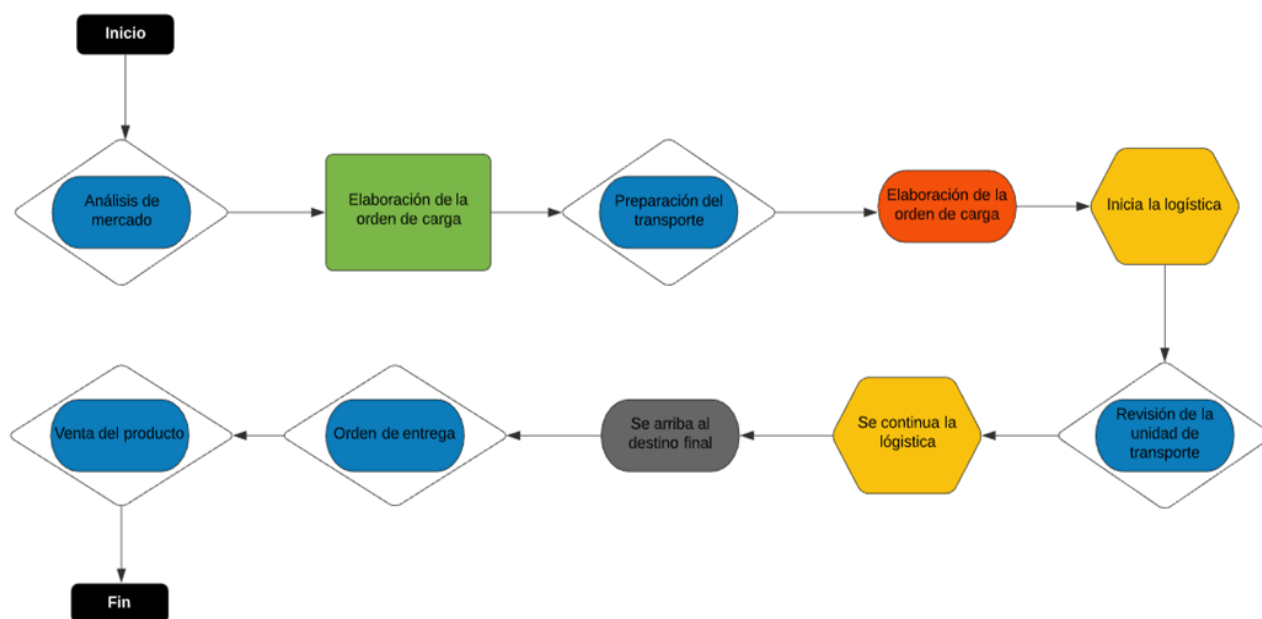 Inicio
Análisis de
mercado
Elaboración de la
orden de carga
Preparación del
transporte
Elaboración de la
orden de carga
Inicia la logística
Revisión de la
unidad de
transporte
Se continua la
lógistica
Se arriba al
destino final
Orden de entrega
Venta del producto
Fin